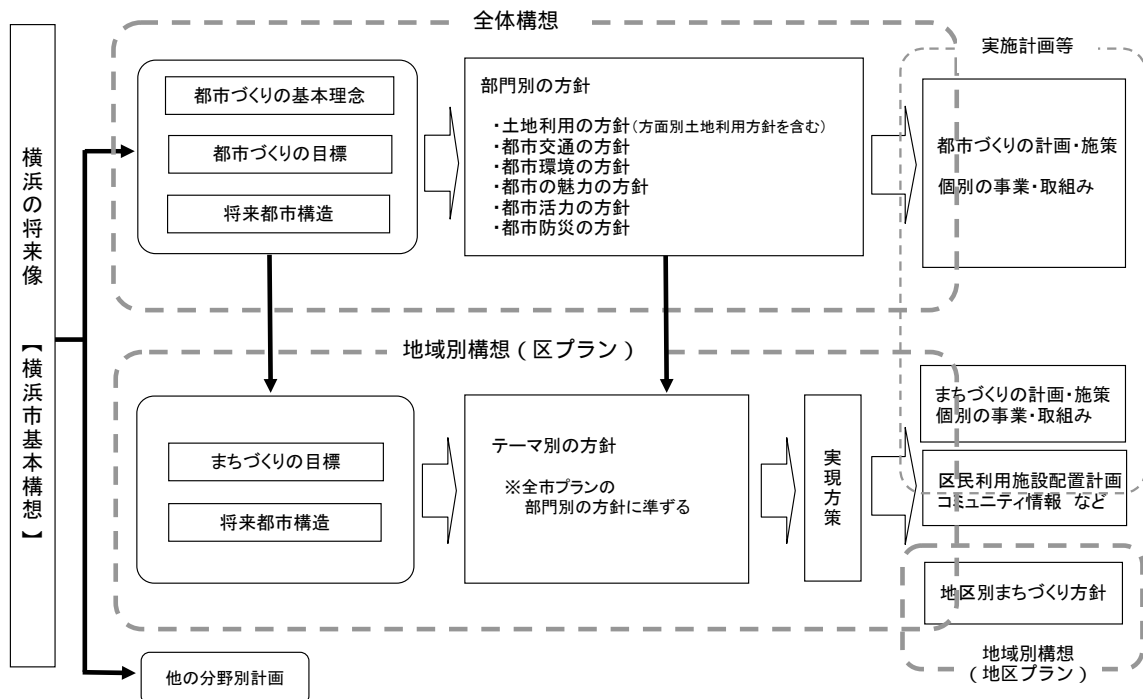 横浜の将来像 【横浜市基本構想】
全体構想
都市づくりの基本理念
都市づくりの目標
将来都市構造
部門別の方針
・土地利用の方針(方面別土地利用方針を含む)
・都市交通の方針
・都市環境の方針
・都市の魅力の方針
・都市活力の方針
・都市防災の方針
実施計画等
都市づくりの計画・施策
個別の事業・取組み
地域別構想(区プラン)
まちづくりの目標
将来都市構造
テーマ別の方針
※全市プランの
部門別の方針に準ずる
実現方策
まちづくりの計画・施策
個別の事業・取組み
区民利用施設配置計画
コミュニティ情報 など
地区別まちづくり方針
地域別構想
(地区プラン)
他の分野別計画